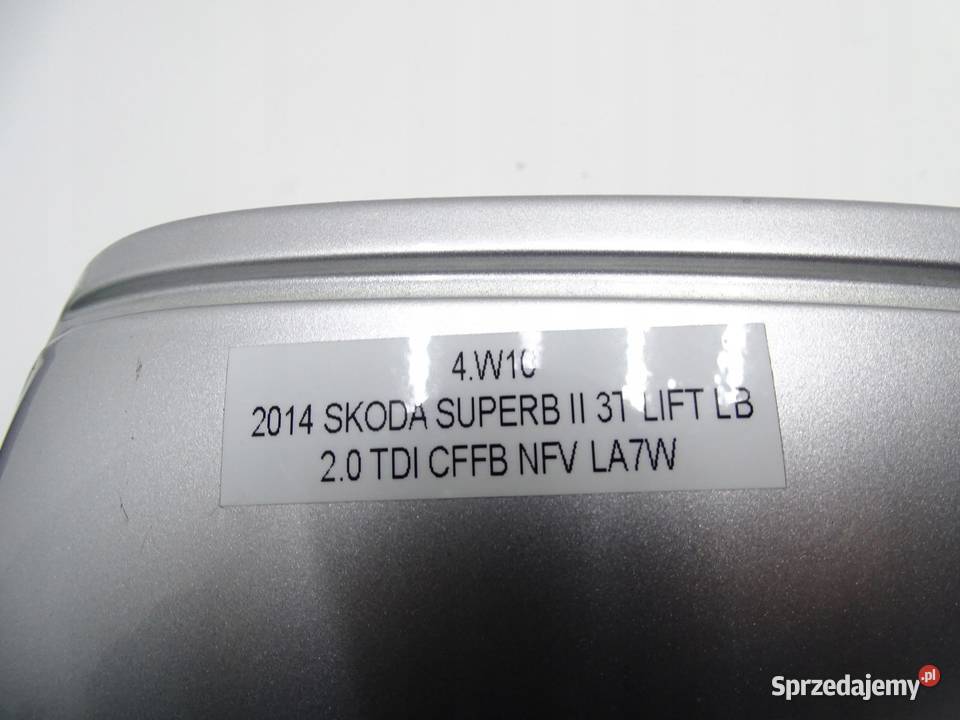 4.W10
2014 SKODA SUPERB II 3T LIFT LB
2.0 TDI CFFB NFV LA7W
Sprzedajemy.pl